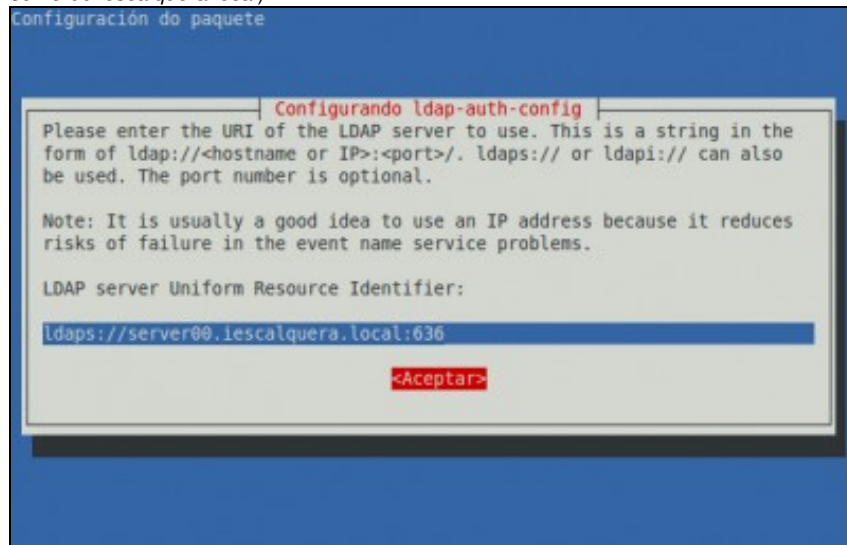 Configuración do paquete
Configurando ldap-auth-config
Please enter the URI of the LDAP server to use. This is a string in the
form of ldap://<hostname or IP>:<port>/. ldaps:// or ldapi:// can also
be used. The port number is optional.
Note: It is usually a good idea to use an IP address because it reduces
risks of failure in the event name service problems.
LDAP server Uniform Resource Identifier:
ldaps://server00.iescalquera.local:636
<Aceptar>